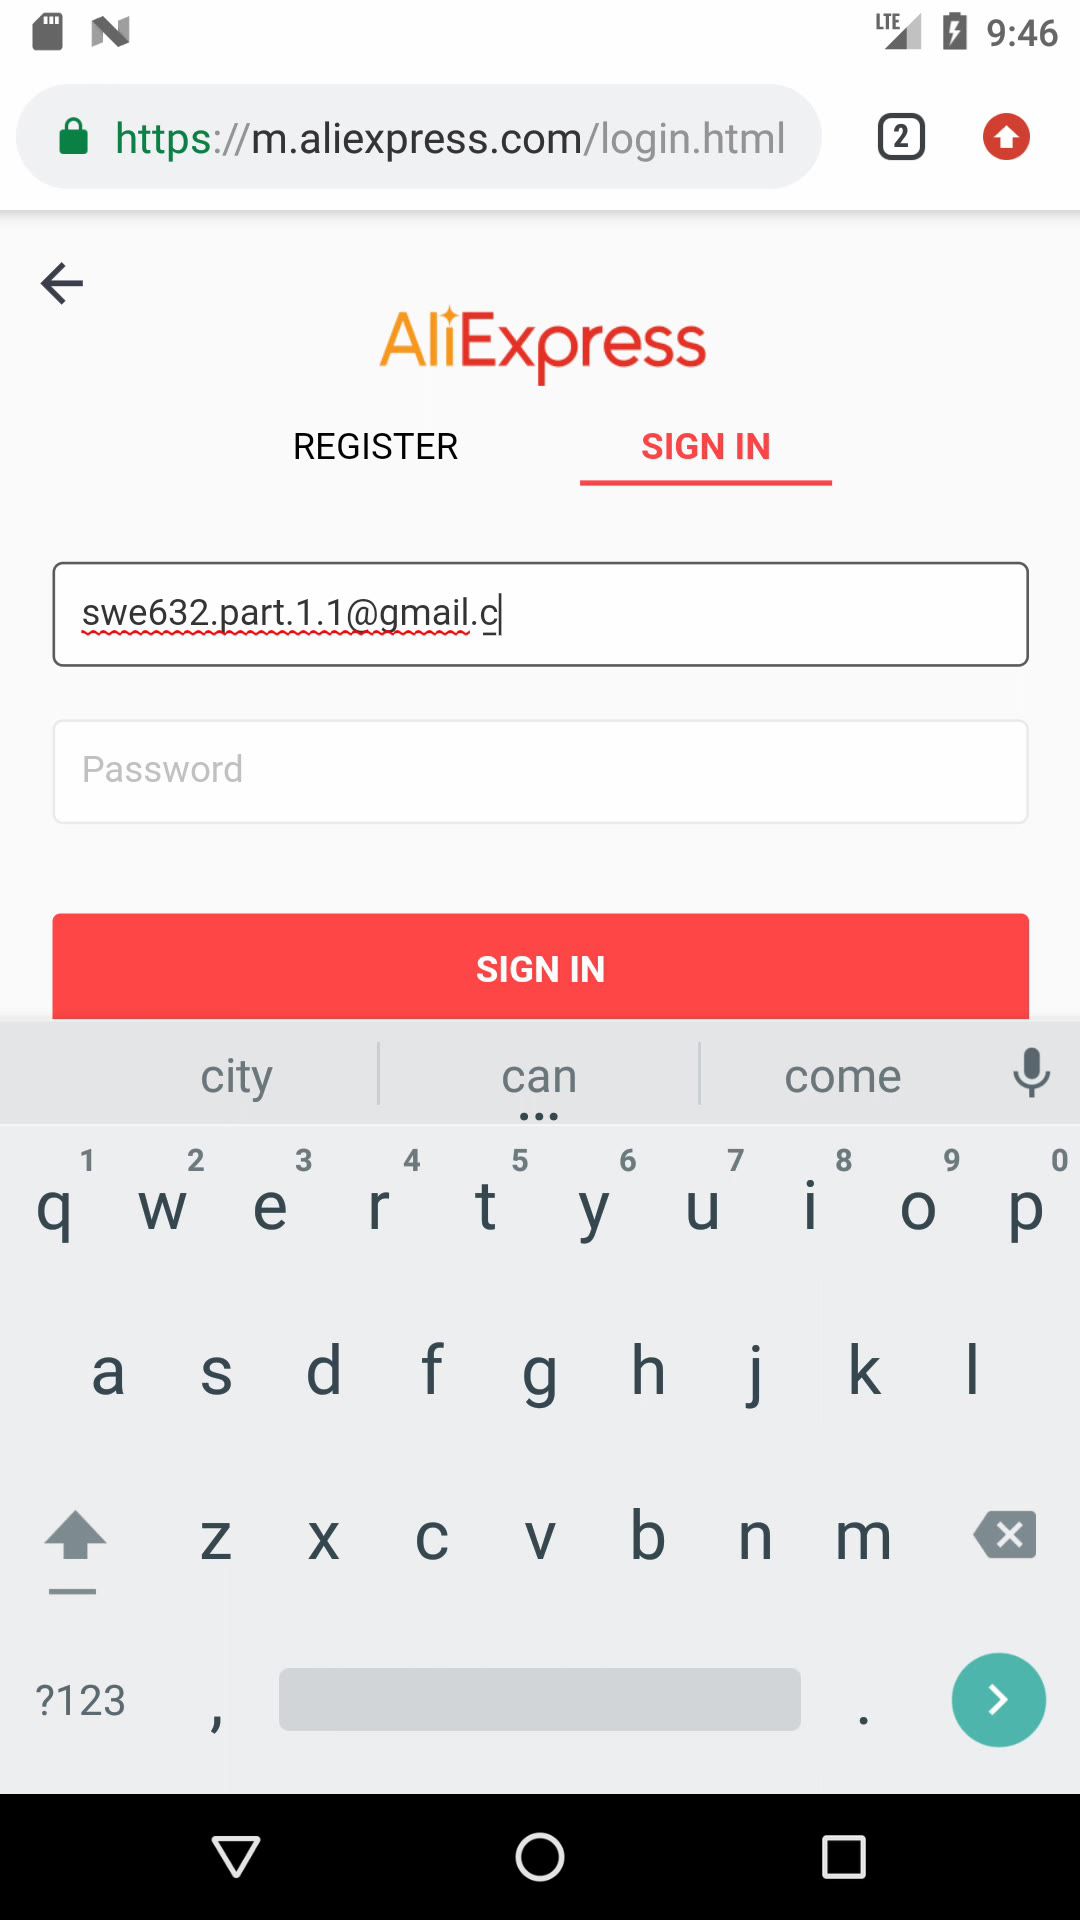 LTE 9:46
https://m.aliexpress.com/login.html 2
AliExpress
REGISTER SIGN IN
swe632.part.1.1@gmail.c
Password
SIGN IN
city can come
1 2 3 4 5 6 7 8 9 0
q w e r t y u i o p
a s d f g h j k l
z x c v b n m
?123 , .